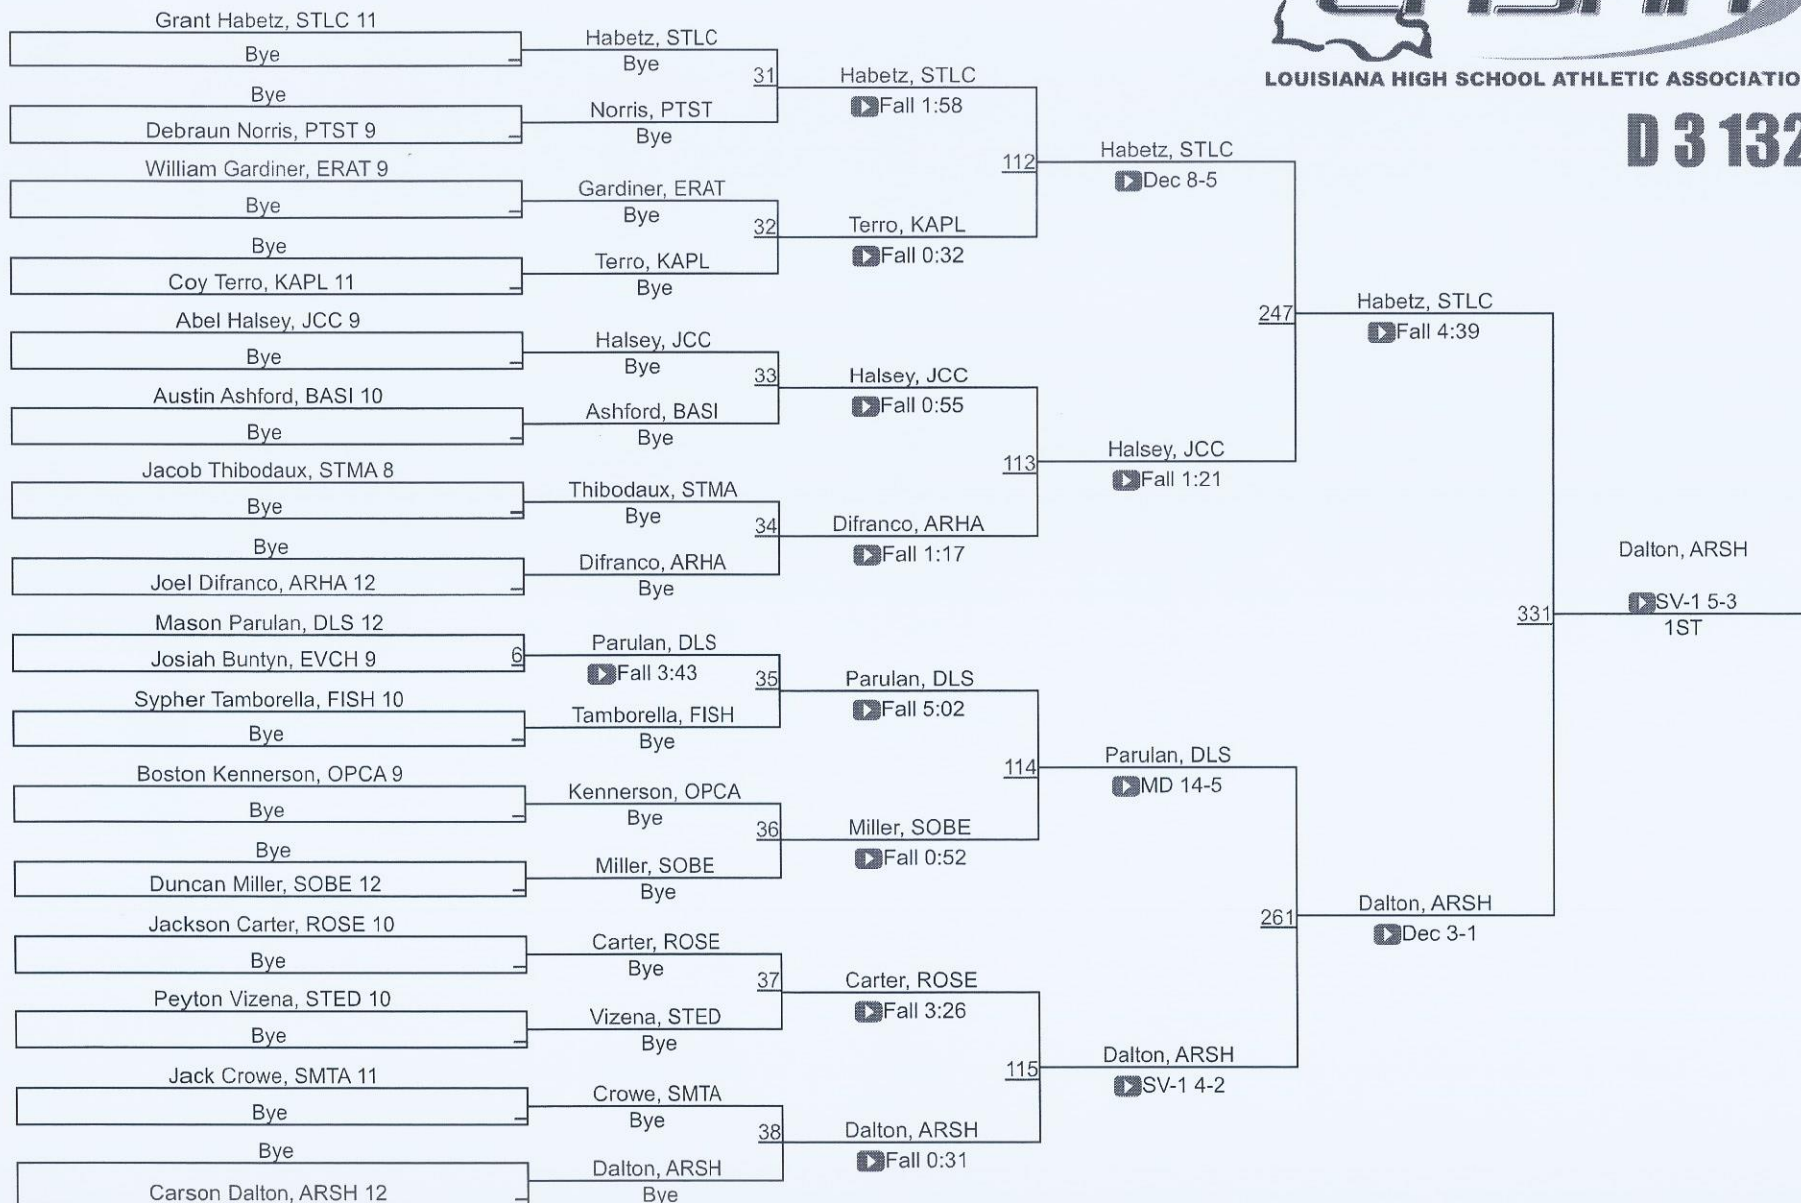 LOUISIANA HIGH SCHOOL ATHLETIC ASSOCIATIO
D 3 132
Grant Habetz, STLC 11
Bye
Bye
Debraun Norris, PTST 9
William Gardiner, ERAT 9
Bye
Bye
Coy Terro, KAPL 11
Abel Halsey, JCC 9
Bye
Austin Ashford, BASI 10
Bye
Jacob Thibodaux, STMA 8
Bye
Bye
Joel Difranco, ARHA 12
Mason Parulan, DLS 12
Josiah Buntyn, EVCH 9
6
Sypher Tamborella, FISH 10
Bye
Boston Kennerson, OPCA 9
Bye
Bye
Duncan Miller, SOBE 12
Jackson Carter, ROSE 10
Bye
Peyton Vizena, STED 10
Bye
Jack Crowe, SMTA 11
Bye
Bye
Carson Dalton, ARSH 12
Habetz, STLC
Bye
31
Norris, PTST
Bye
Gardiner, ERAT
Bye
32
Terro, KAPL
Bye
Halsey, JCC
Bye
33
Ashford, BASI
Bye
Thibodaux, STMA
Bye
34
Difranco, ARHA
Bye
Parulan, DLS
Fall 3:43
35
Tamborella, FISH
Bye
Kennerson, OPCA
Bye
36
Miller, SOBE
Bye
Carter, ROSE
Bye
37
Vizena, STED
Bye
Crowe, SMTA
Bye
38
Dalton, ARSH
Bye
Habetz, STLC
Fall 1:58
112
Terro, KAPL
Fall 0:32
Halsey, JCC
Fall 0:55
113
Difranco, ARHA
Fall 1:17
Parulan, DLS
Fall 5:02
114
Miller, SOBE
Fall 0:52
Carter, ROSE
Fall 3:26
115
Dalton, ARSH
Fall 0:31
Habetz, STLC
Dec 8-5
247
Halsey, JCC
Fall 1:21
Parulan, DLS
MD 14-5
261
Dalton, ARSH
SV-1 4-2
Habetz, STLC
Fall 4:39
331
Dalton, ARSH
Dec 3-1
Dalton, ARSH
SV-1 5-3
1ST